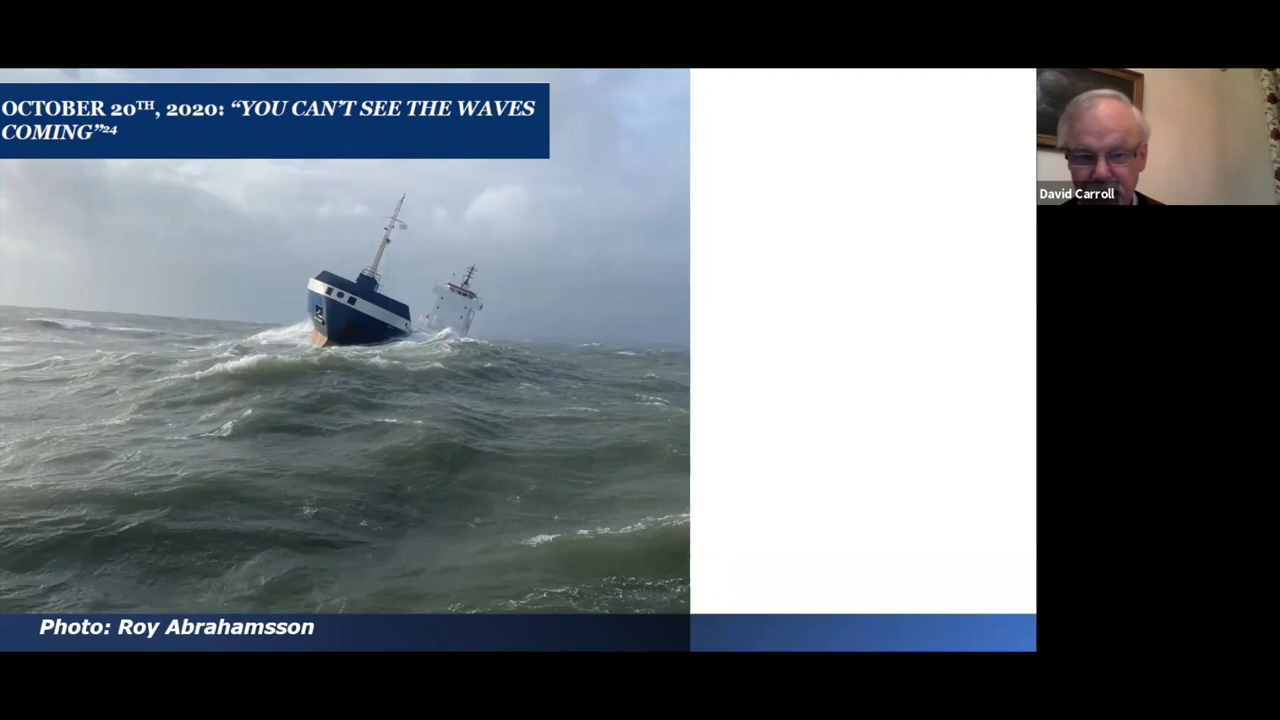 OCTOBER 20TH, 2020: “YOU CAN’T SEE THE WAVES
COMING”24
David Carroll
Photo: Roy Abrahamsson